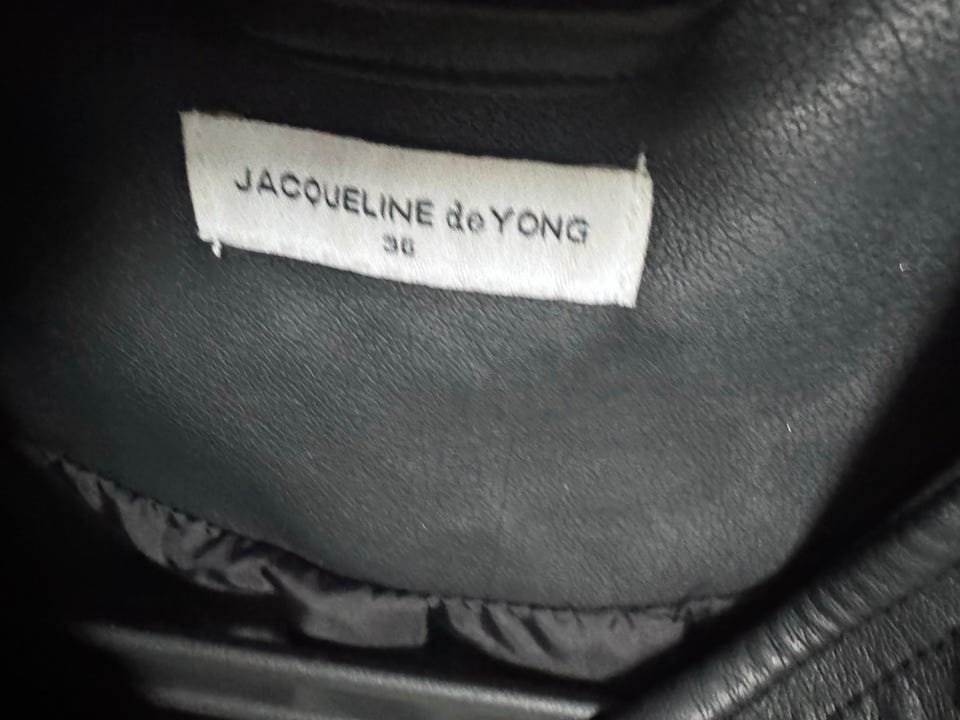 JACQUELINE de YONG
36